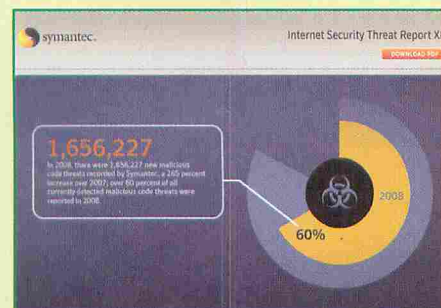 symantec.
Internet Security Threat Report XI
DOWNLOAD PDF
1,656,227
In 2008, there were 1,656,227 new malicious
code threats recorded by Symantec, a 265 percent
increase over 2007; over 60 percent of all
currently detected malicious code threats were
reported in 2008.
2008
60%